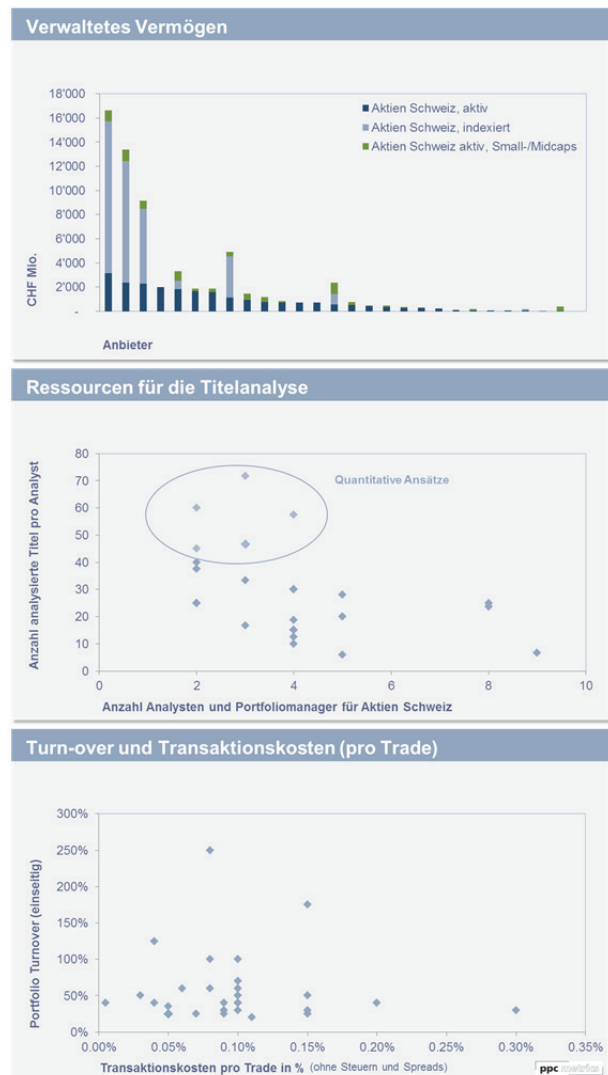 Verwaltetes Vermögen
18'000
16'000
14'000
12'000
10'000
8'000
6'000
4'000
2'000
-
CHF Mio.
Aktien Schweiz, aktiv
Aktien Schweiz, indexiert
Aktien Schweiz aktiv, Small-/Midcaps
Anbieter
Ressourcen für die Titelanalyse
Anzahl analysierte Titel pro Analyst
80
70
60
50
40
30
20
10
0
Quantitative Ansätze
0 2 4 6 8 10
Anzahl Analysten und Portfoliomanager für Aktien Schweiz
Turn-over und Transaktionskosten (pro Trade)
Portfolio Turnover (einseitig)
300%
250%
200%
150%
100%
50%
0%
0.00% 0.05% 0.10% 0.15% 0.20% 0.25% 0.30% 0.35%
Transaktionskosten pro Trade in % (ohne Steuern und Spreads)
ppc metrics